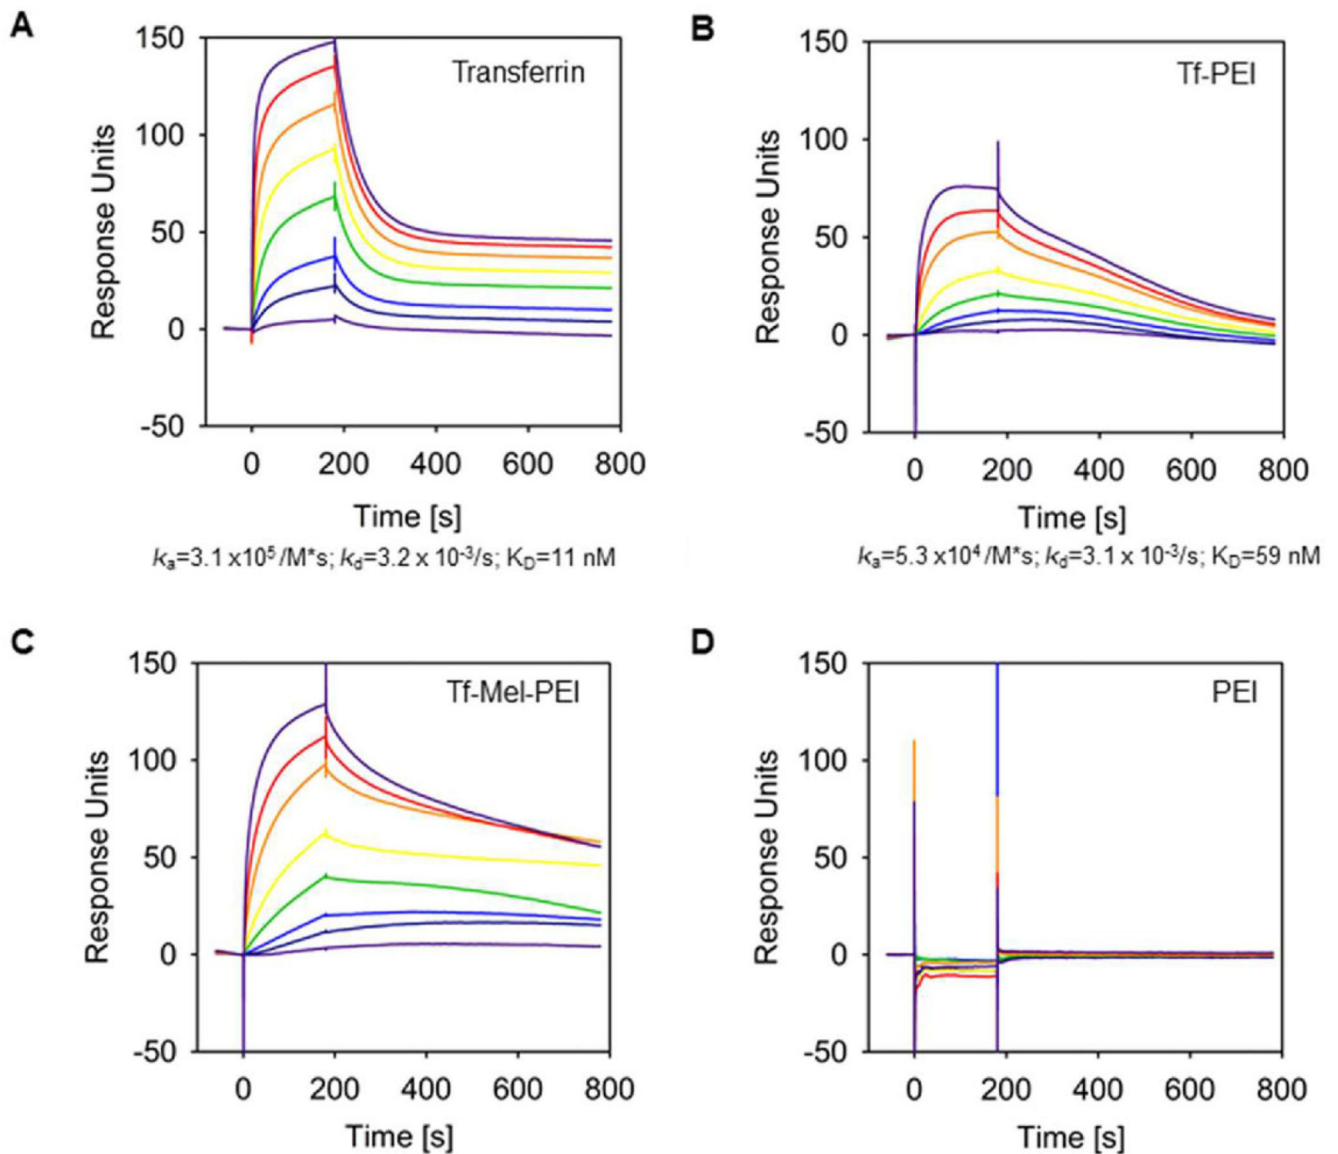 A
B
150
100
50
0
-50
Response Units
Transferrin
0 200 400 600 800
Time [s]
kₐ=3.1 x10⁵/M*s; k_d=3.2 x 10⁻³/s; K_D=11 nM
150
100
50
0
-50
Response Units
Tf-PEI
0 200 400 600 800
Time [s]
kₐ=5.3 x10⁴/M*s; k_d=3.1 x 10⁻³/s; K_D=59 nM
C
D
150
100
50
0
-50
Response Units
Tf-Mel-PEI
0 200 400 600 800
Time [s]
150
100
50
0
-50
Response Units
PEI
0 200 400 600 800
Time [s]